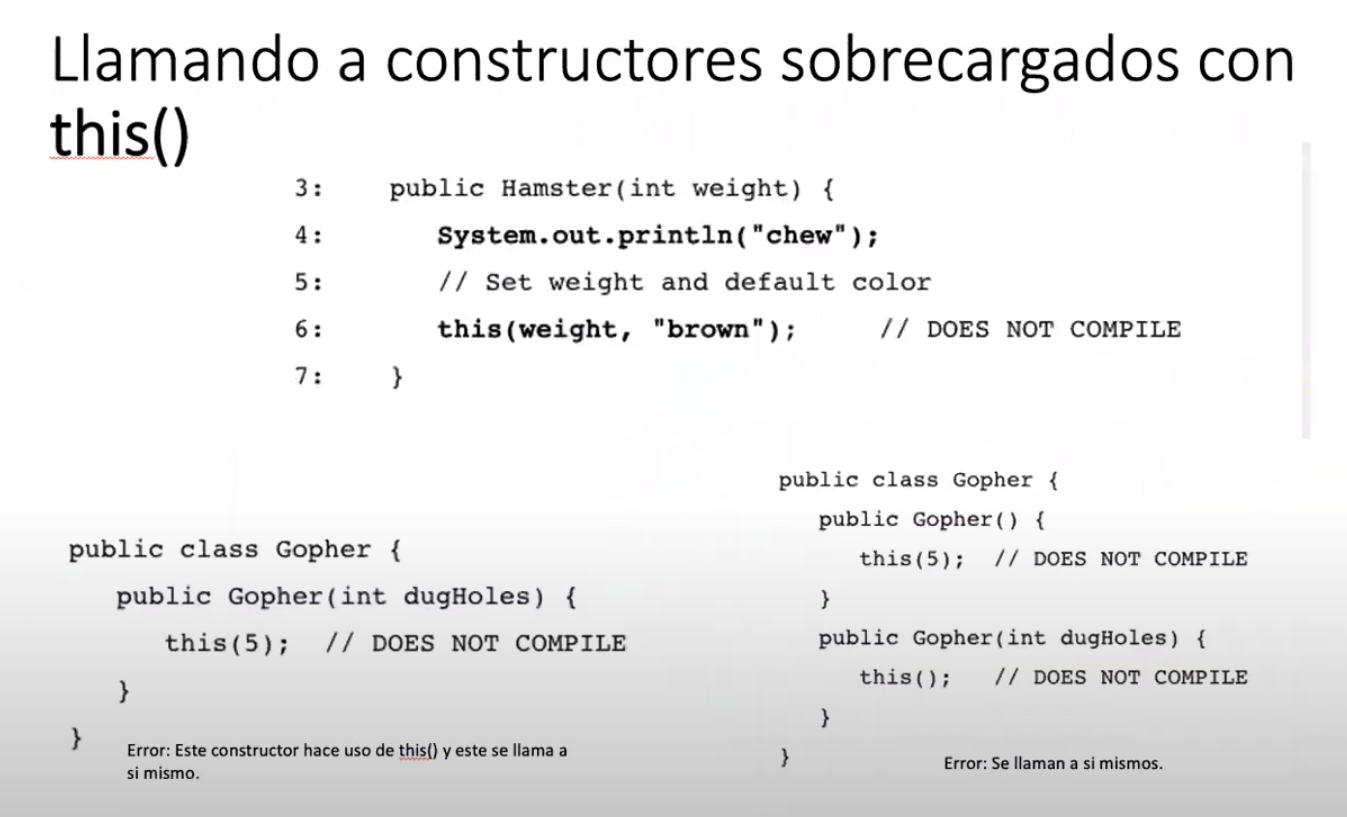 Llamando a constructores sobrecargados con
this()
3: public Hamster(int weight) {
4: System.out.println("chew");
5: // Set weight and default color
6: this(weight, "brown"); // DOES NOT COMPILE
7: }
public class Gopher {
public Gopher(int dugHoles) {
this(5); // DOES NOT COMPILE
}
}
Error: Este constructor hace uso de this() y este se llama a
si mismo.
public class Gopher {
public Gopher() {
this(5); // DOES NOT COMPILE
}
public Gopher(int dugHoles) {
this(); // DOES NOT COMPILE
}
}
Error: Se llaman a si mismos.